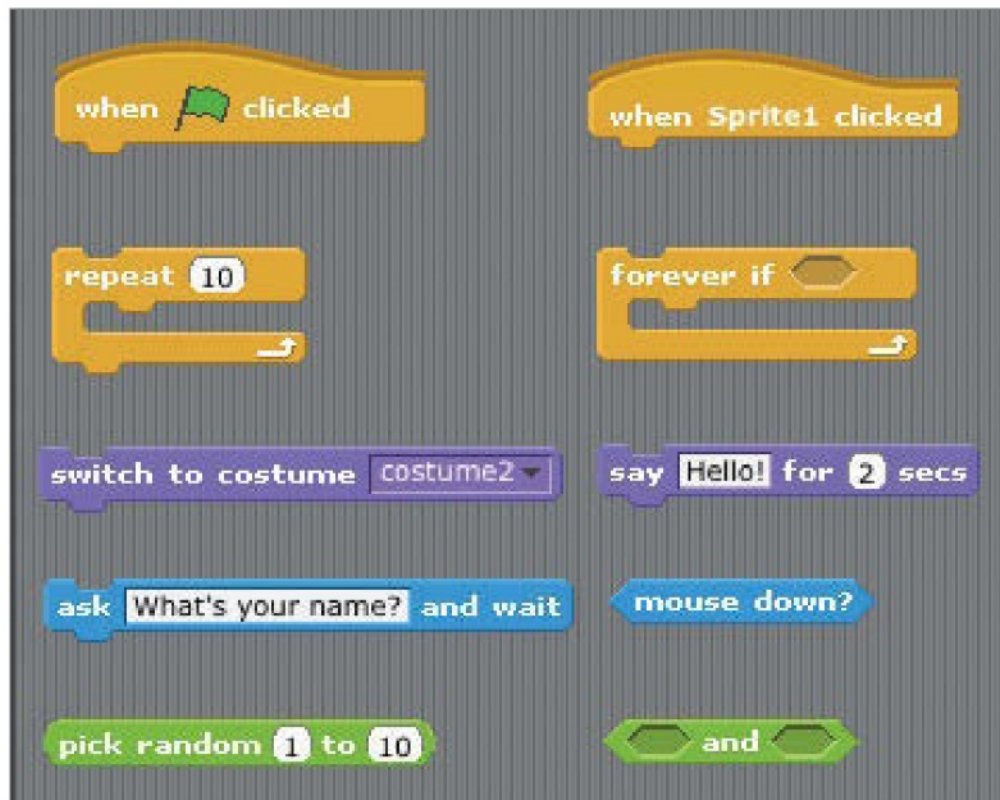 when clicked
when Sprite1 clicked
repeat 10
forever if
switch to costume costume2
say Hello! for 2 secs
ask What's your name? and wait
mouse down?
pick random 1 to 10
and